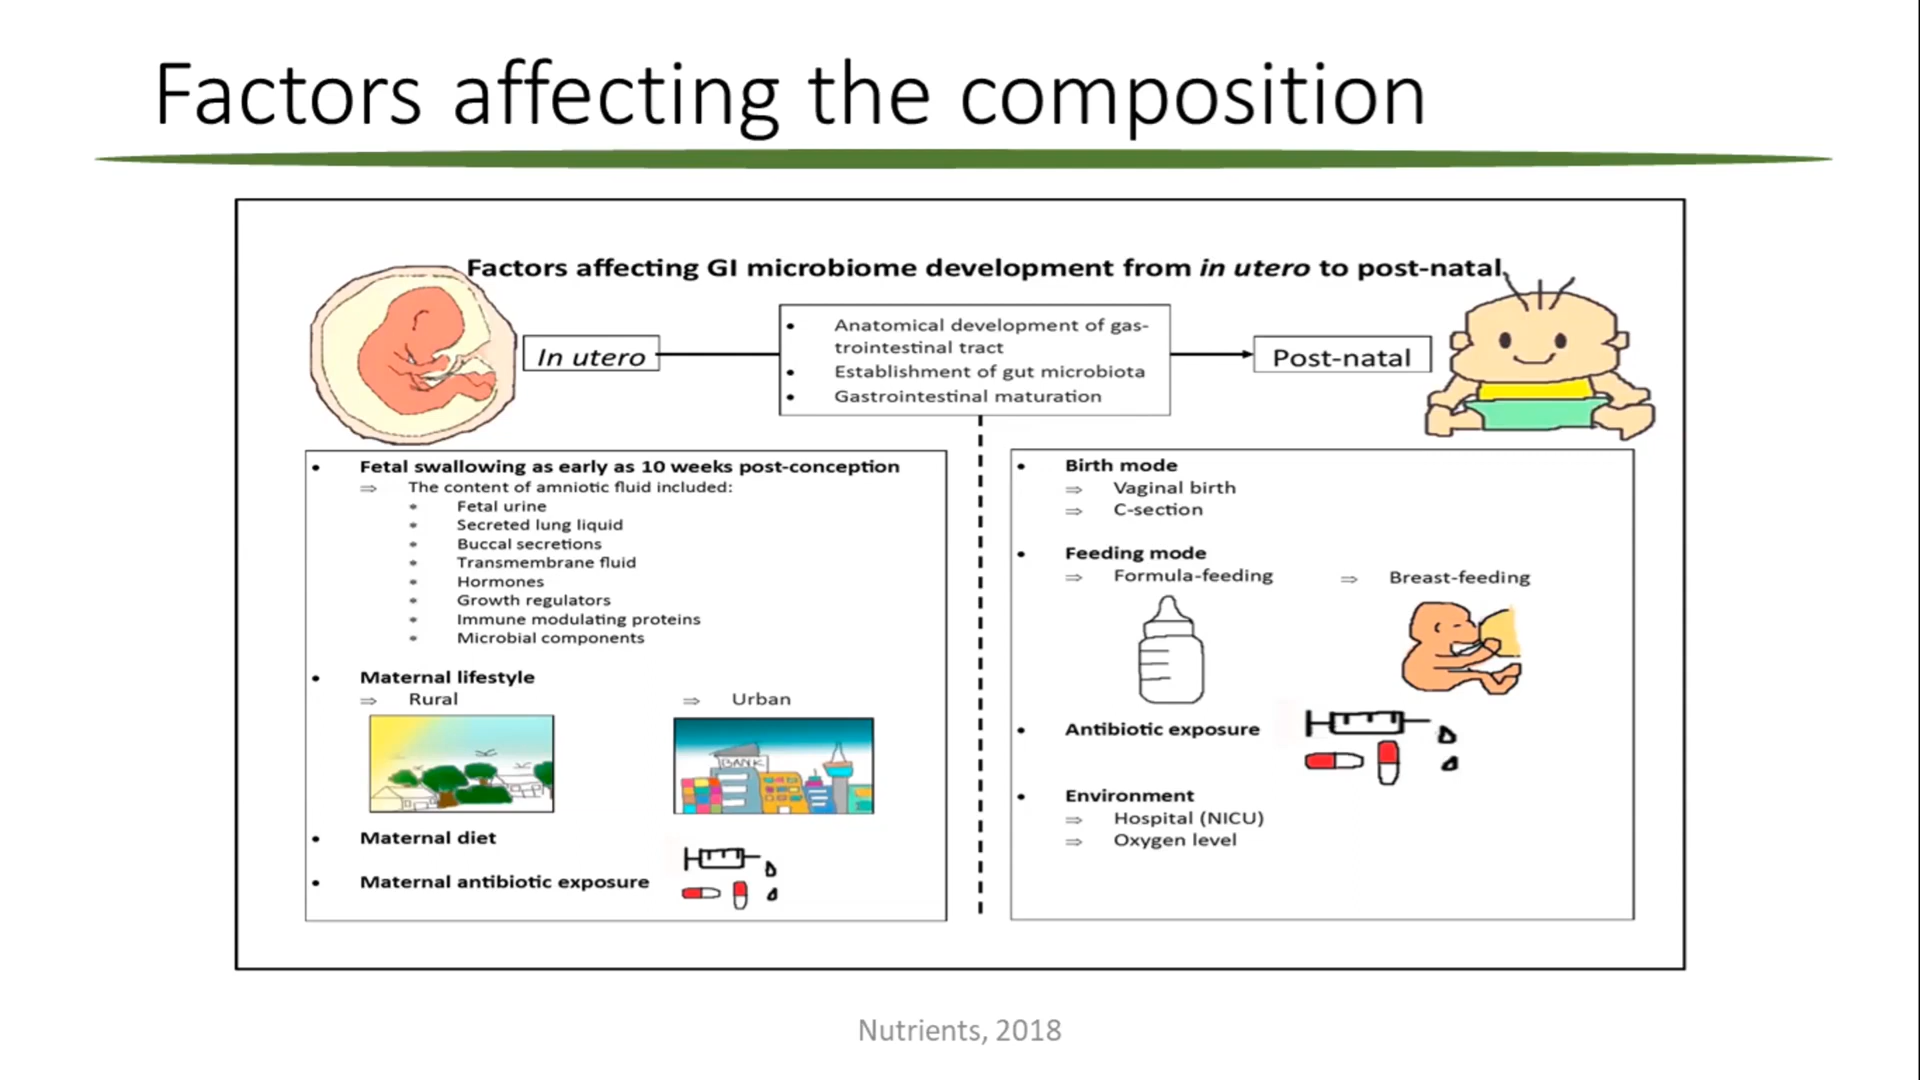 Factors affecting the composition
Factors affecting GI microbiome development from in utero to post-natal
In utero
• Anatomical development of gas-
trointestinal tract
• Establishment of gut microbiota
• Gastrointestinal maturation
Post-natal
• Fetal swallowing as early as 10 weeks post-conception
⇒ The content of amniotic fluid included:
• Fetal urine
• Secreted lung liquid
• Buccal secretions
• Transmembrane fluid
• Hormones
• Growth regulators
• Immune modulating proteins
• Microbial components
• Maternal lifestyle
⇒ Rural ⇒ Urban
BANK
• Maternal diet
• Maternal antibiotic exposure
• Birth mode
⇒ Vaginal birth
⇒ C-section
• Feeding mode
⇒ Formula-feeding ⇒ Breast-feeding
• Antibiotic exposure
• Environment
⇒ Hospital (NICU)
⇒ Oxygen level
Nutrients, 2018